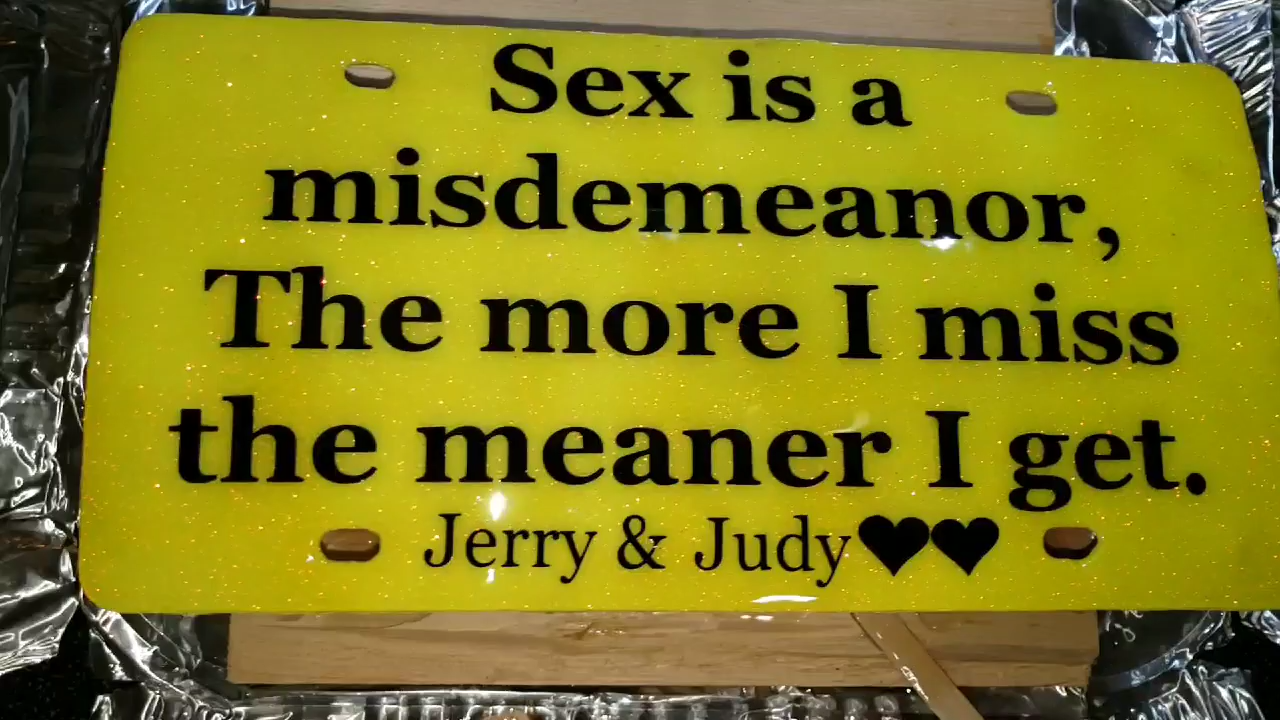 Sex is a
misdemeanor,
The more I miss
the meaner I get.
Jerry & Judy♥♥